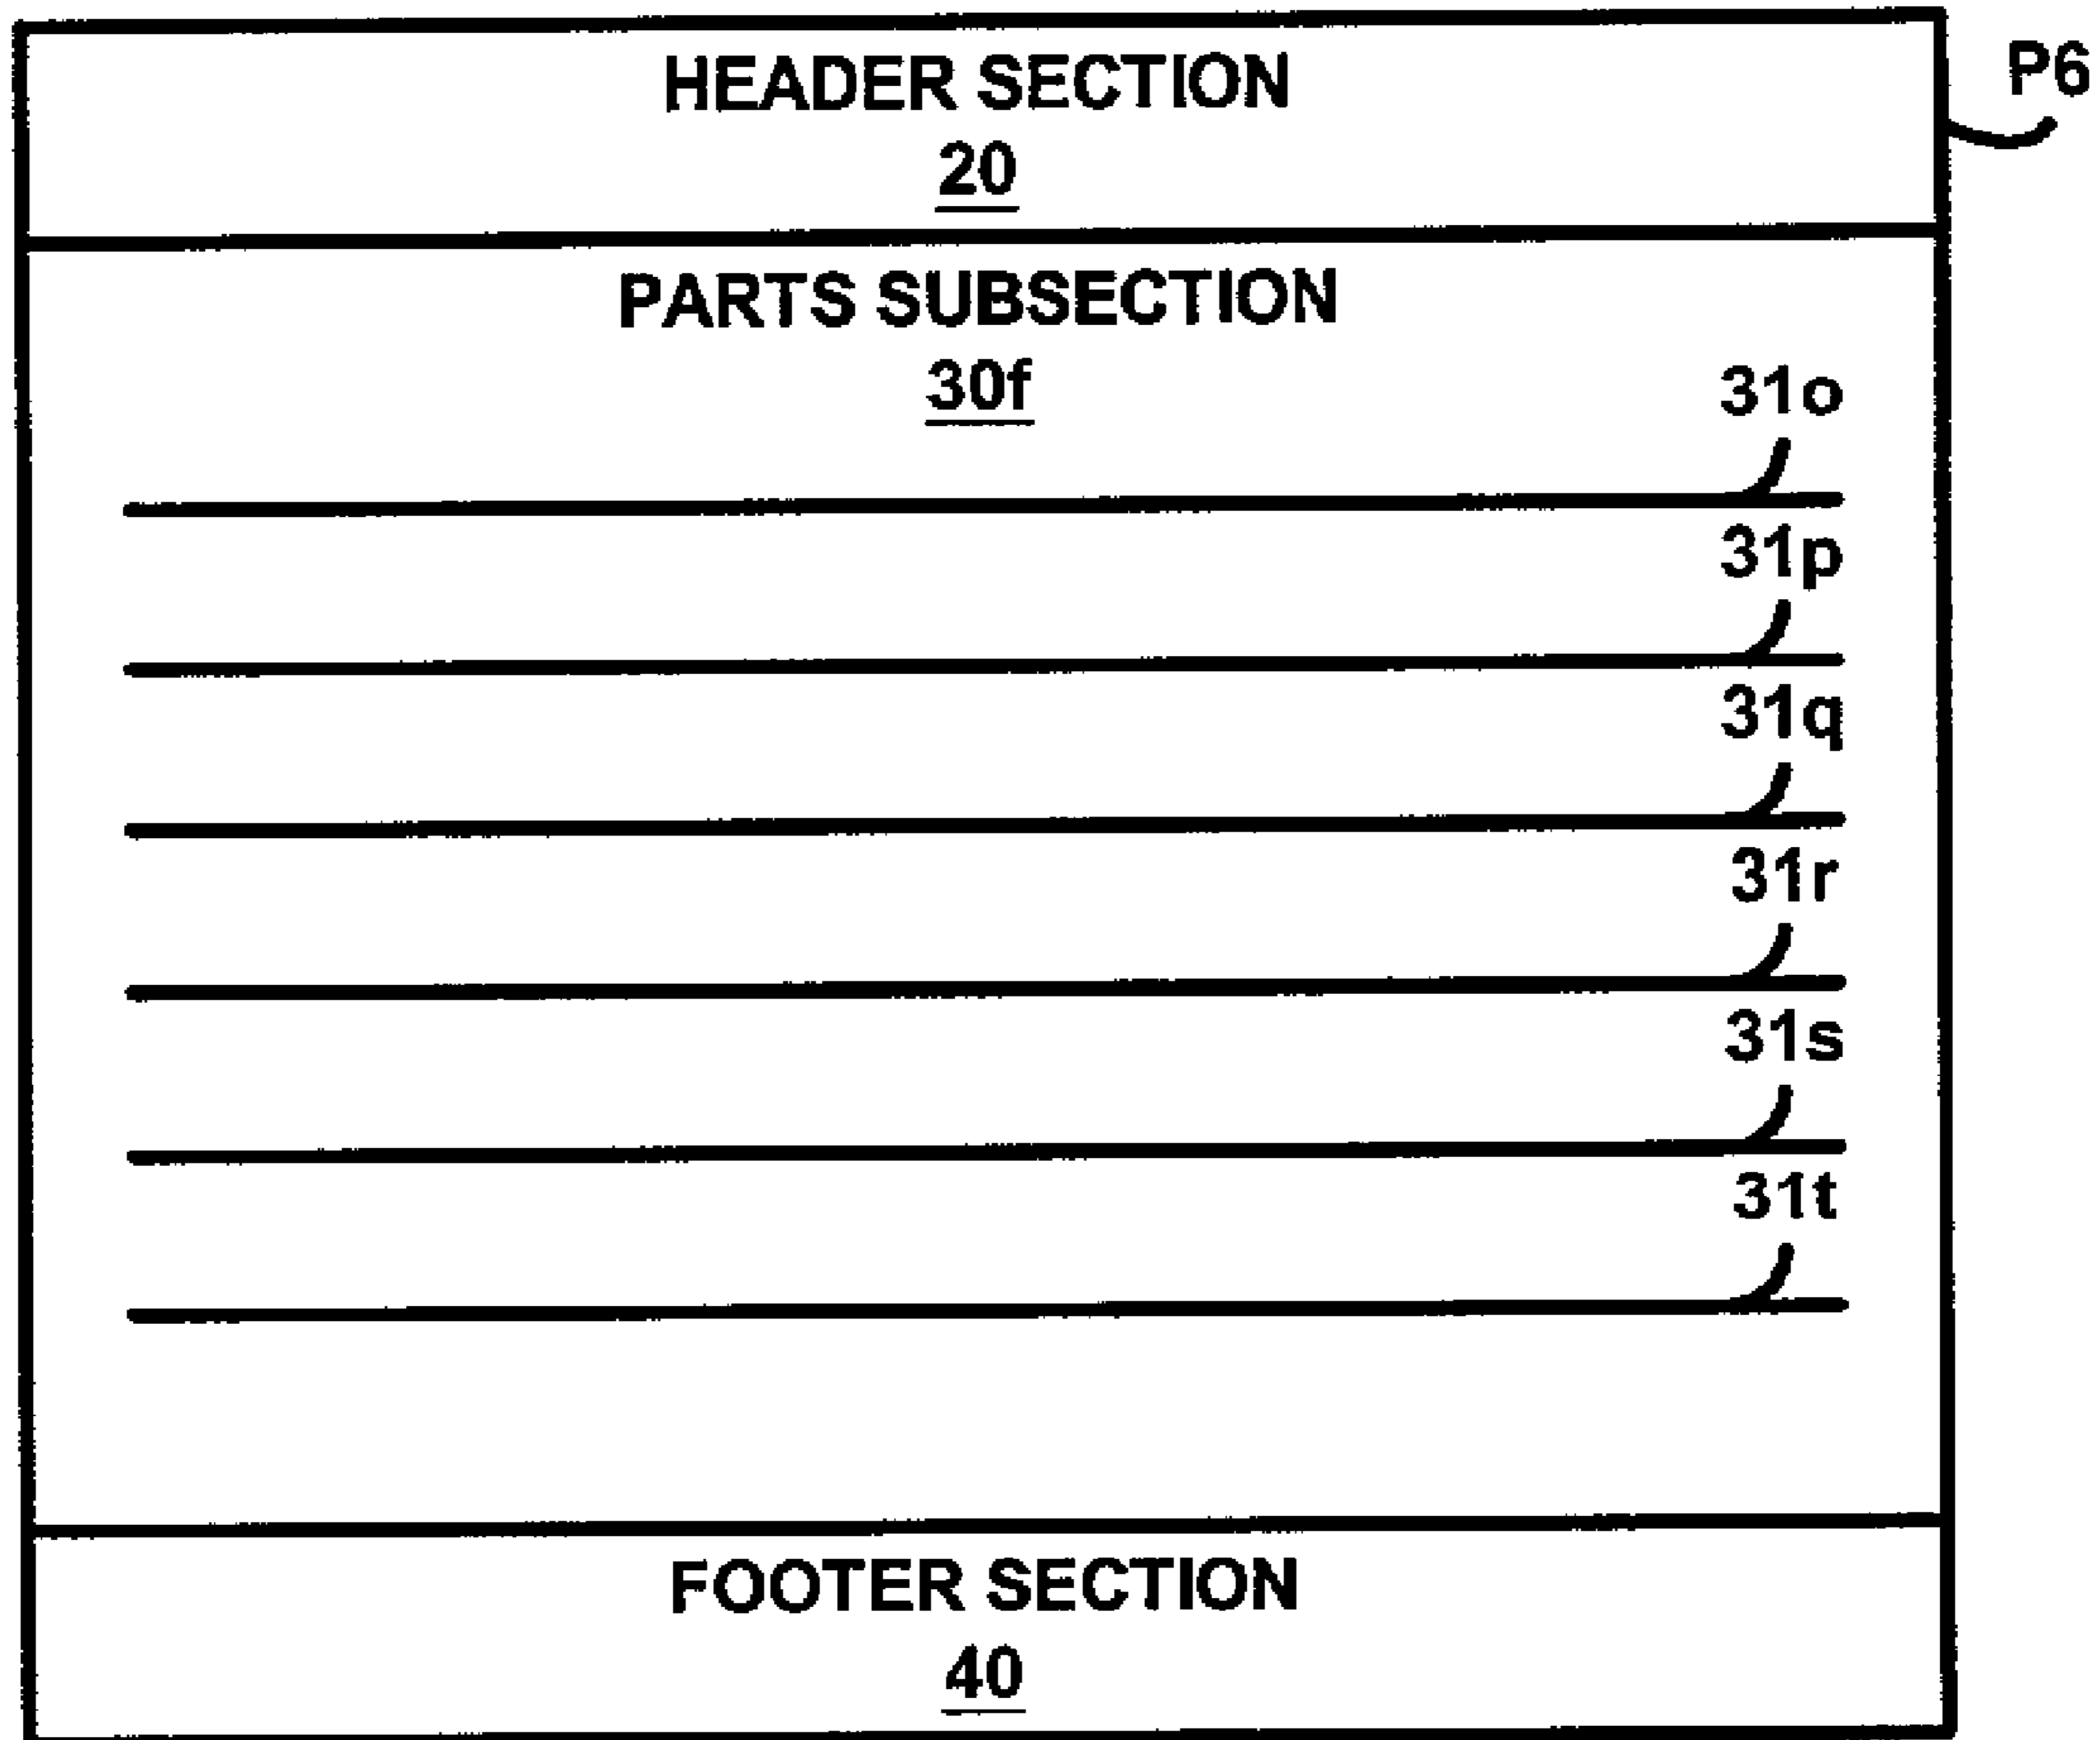 HEADER SECTION
P6
20
PARTS SUBSECTION
30f
31o
31p
31q
31r
31s
31t
FOOTER SECTION
40